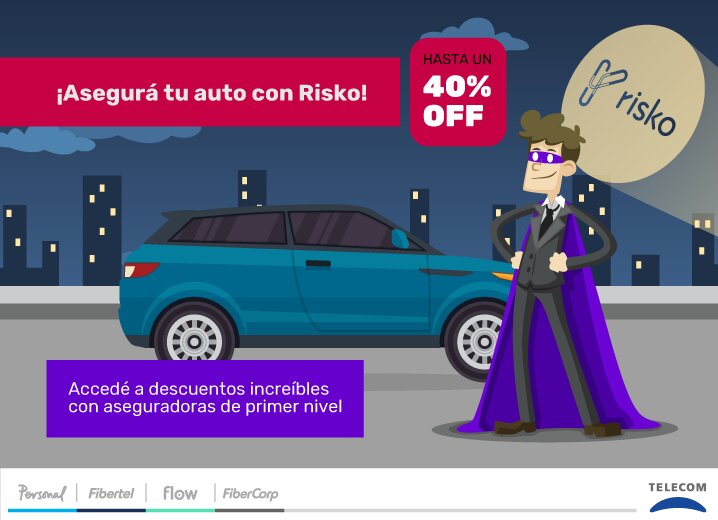 ¡Asegurá tu auto con Risko!
HASTA UN
40%
OFF
risko
Accedé a descuentos increíbles
con aseguradoras de primer nivel
Personal
Fibertel
flow
FiberCorp
TELECOM